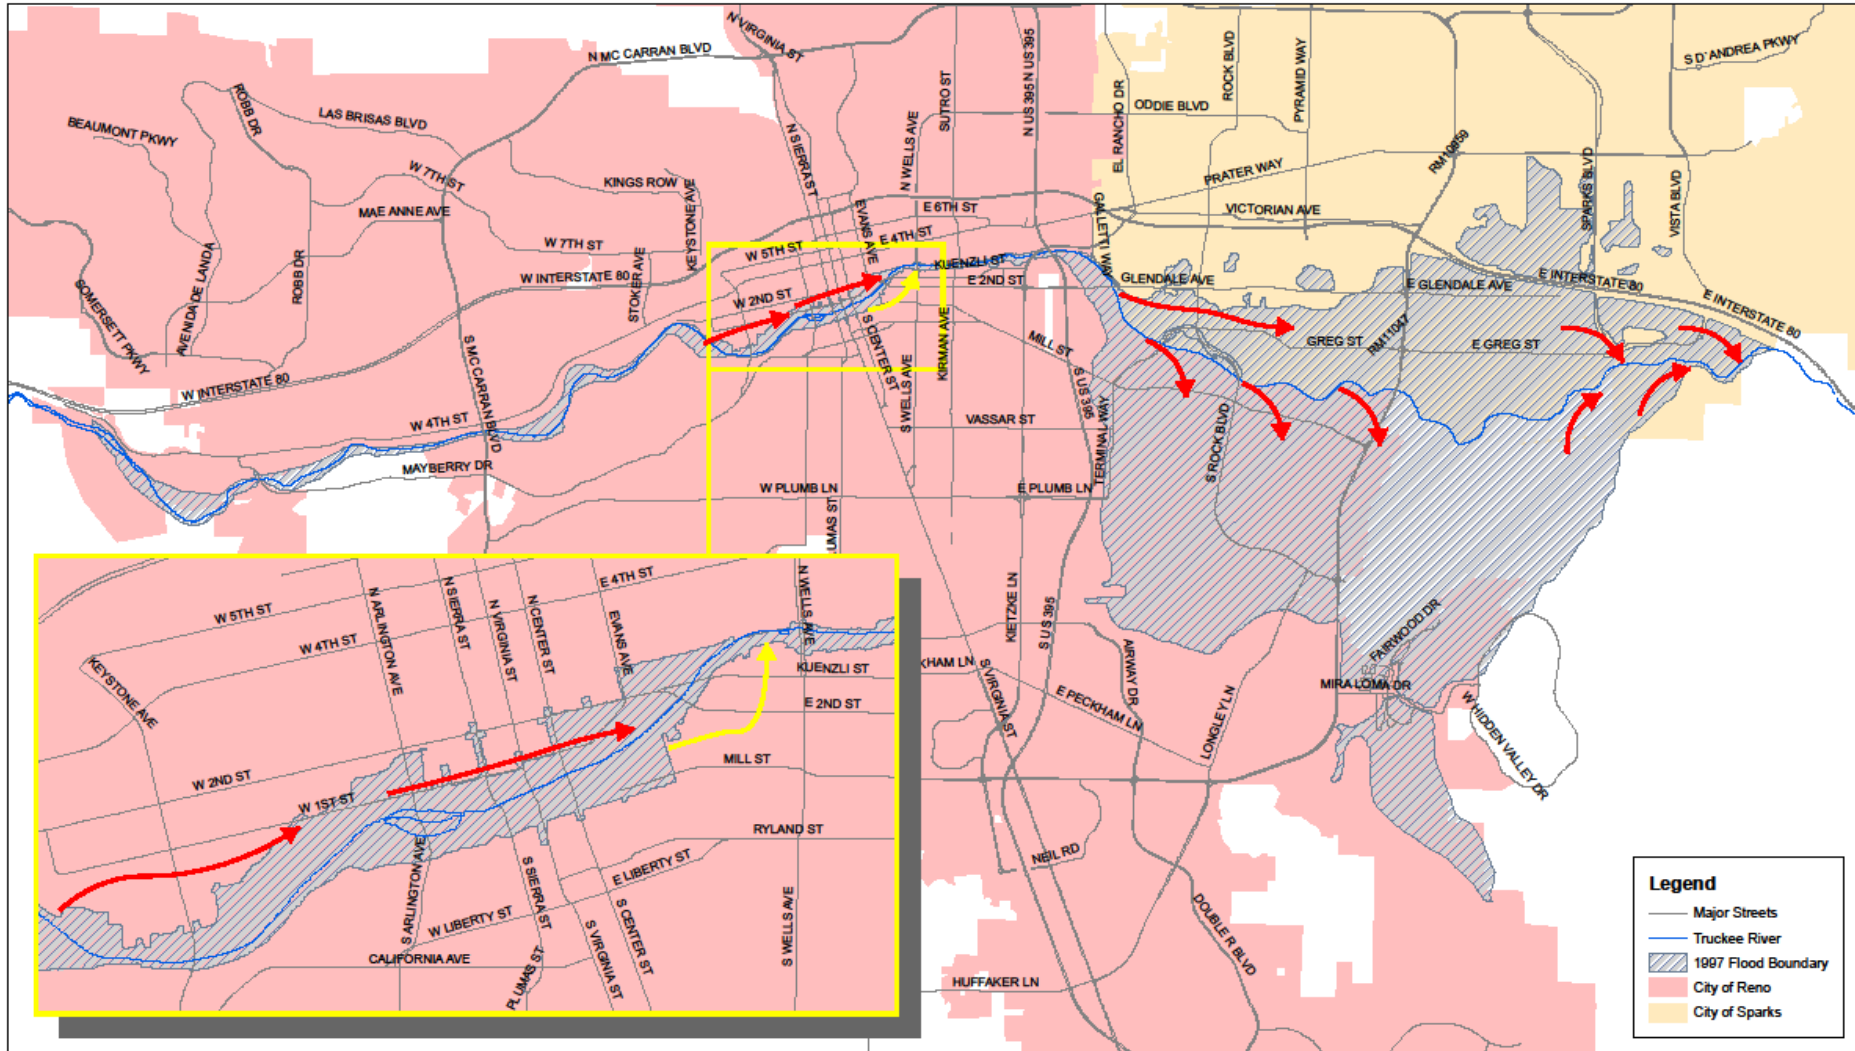 N VIRGINIA ST
N MC CARRAN BLVD
S D'ANDREA PKWY
ROBB DR
LAS BRISAS BLVD
BEAUMONT PKWY
W 7TH ST
MAE ANNE AVE
KINGS ROW
KEYSTONE AVE
N SIERRA ST
EVANS AVE
N WELLS AVE
SUTRO ST
N US 395
N US 395
EL RANCHO DR
ODDIE BLVD
ROCK BLVD
PYRAMID WAY
RM10959
PRATER WAY
SPARKS BLVD
VISTA BLVD
VICTORIAN AVE
GALLETTI WAY
E 6TH ST
E 4TH ST
W 5TH ST
W 7TH ST
STOKER AVE
W INTERSTATE 80
AVENIDA DE LANDA
ROBB DR
SOMERSETT PKWY
W 2ND ST
KUENZLI ST
E 2ND ST
GLENDALE AVE
E GLENDALE AVE
E INTERSTATE 80
E INTERSTATE 80
GREG ST
RM11047
E GREG ST
MILL ST
S CENTER ST
KIRMAN AVE
S WELLS AVE
S US 395
TERMINAL WAY
S ROCK BLVD
W INTERSTATE 80
S MC CARRAN BLVD
W 4TH ST
MAYBERRY DR
VASSAR ST
W PLUMB LN
E PLUMB LN
KIETZKE LN
S US 395
S VIRGINIA ST
E PECKHAM LN
AIRWAY DR
LONGLEY LN
FAIRWOOD DR
MIRA LOMA DR
W HIDDEN VALLEY DR
NEIL RD
DOUBLE R BLVD
HUFFAKER LN
W 5TH ST
N ARLINGTON AVE
N SIERRA ST
N VIRGINIA ST
N CENTER ST
E 4TH ST
EVANS AVE
N WELLS AVE
W 4TH ST
KEYSTONE AVE
KUENZLI ST
E 2ND ST
W 2ND ST
W 1ST ST
MILL ST
RYLAND ST
E LIBERTY ST
W LIBERTY ST
S ARLINGTON AVE
S SIERRA ST
S VIRGINIA ST
S CENTER ST
S WELLS AVE
CALIFORNIA AVE
PLUMAS ST
Legend
Major Streets
Truckee River
1997 Flood Boundary
City of Reno
City of Sparks